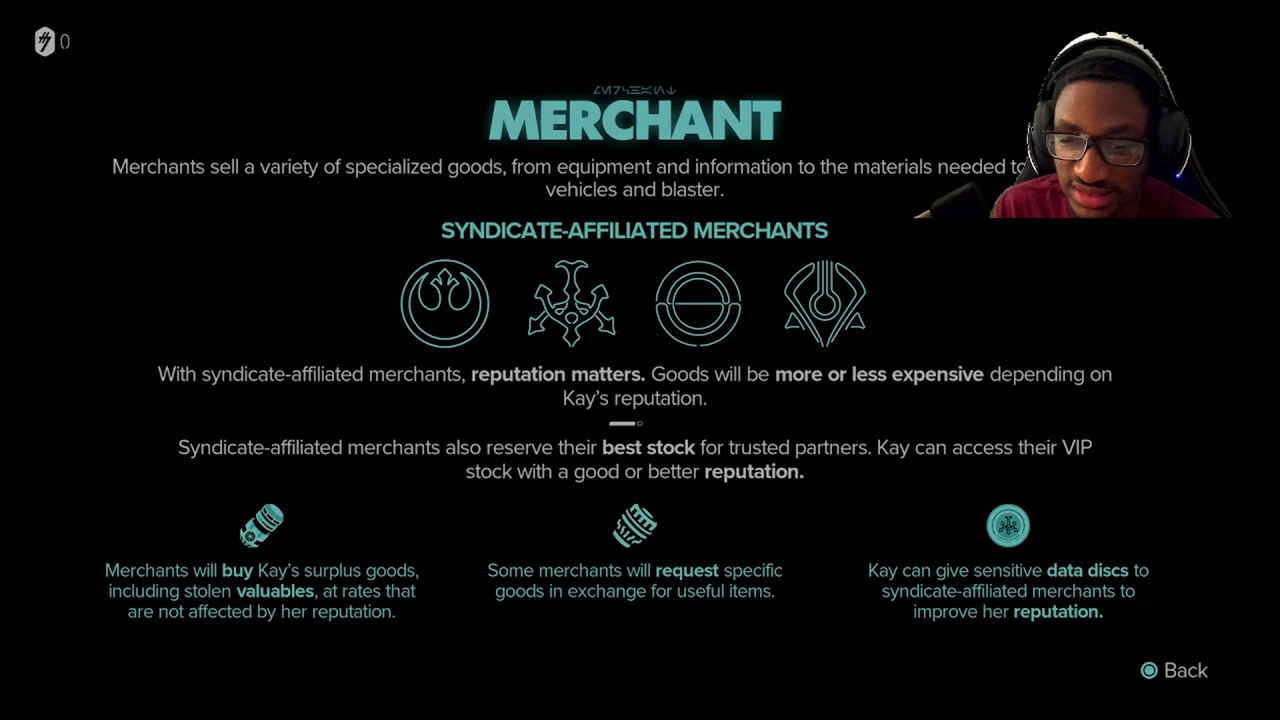 0
MERCHANT
Merchants sell a variety of specialized goods, from equipment and information to the materials needed to
vehicles and blaster.
SYNDICATE-AFFILIATED MERCHANTS
With syndicate-affiliated merchants, reputation matters. Goods will be more or less expensive depending on
Kay's reputation.
Syndicate-affiliated merchants also reserve their best stock for trusted partners. Kay can access their VIP
stock with a good or better reputation.
Merchants will buy Kay's surplus goods,
including stolen valuables, at rates that
are not affected by her reputation.
Some merchants will request specific
goods in exchange for useful items.
Kay can give sensitive data discs to
syndicate-affiliated merchants to
improve her reputation.
Back